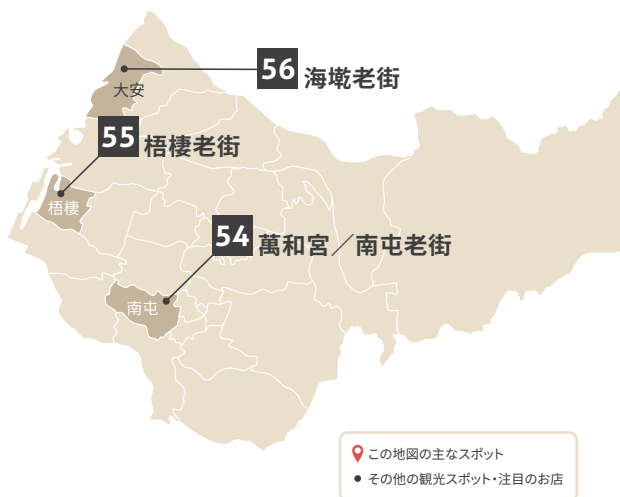 56 海墘老街
大安
55 梧棲老街
梧棲
54 萬和宮／南屯老街
南屯
この地図の主なスポット
その他の観光スポット・注目のお店